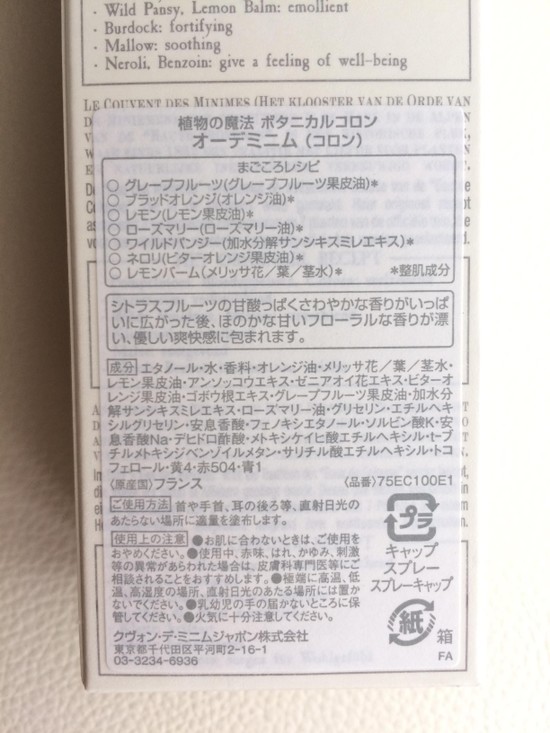 · Wild Pansy, Lemon Balm: emollient
· Burdock: fortifying
· Mallow: soothing
· Neroli, Benzoin: give a feeling of well-being
LE COUVENT DES MINIMES (HET KLOOSTER VAN DE ORDE VAN
植物の魔法 ボタニカルコロン
オーデミニム (コロン)
まごころレシピ
○ グレープフルーツ(グレープフルーツ果皮油)*
○ ブラッドオレンジ(オレンジ油)*
○ レモン(レモン果皮油)*
○ ローズマリー(ローズマリー油)*
○ ワイルドパンジー(加水分解サンシキスミレエキス)*
○ ネロリ(ビターオレンジ果皮油)*
○ レモンバーム(メリッサ花／葉／茎水)* *整肌成分
シトラスフルーツの甘酸っぱくさわやかな香りがいっぱ
いに広がった後、ほのかな甘いフローラルな香りが漂
い、優しい爽快感に包まれます。
成分 エタノール・水・香料・オレンジ油・メリッサ花／葉／茎水・
レモン果皮油・アンソッコウエキス・ゼニアオイ花エキス・ビターオ
レンジ果皮油・ゴボウ根エキス・グレープフルーツ果皮油・加水分
解サンシキスミレエキス・ローズマリー油・グリセリン・エチルヘキ
シルグリセリン・安息香酸・フェノキシエタノール・ソルビン酸K・安
息香酸Na・デヒドロ酢酸・メトキシケイヒ酸エチルヘキシル・t-ブ
チルメトキシジベンゾイルメタン・サリチル酸エチルヘキシル・トコ
フェロール・黄4・赤504・青1
〈原産国〉フランス 〈品番〉75EC100E1
ご使用方法 首や手首、耳の後ろ等、直射日光の
あたらない場所に適量を塗布します。
使用上の注意 ●お肌に合わないときは、ご使用を
おやめください。●使用中、赤味、はれ、かゆみ、刺激
等の異常があらわれた場合は、皮膚科専門医等にご
相談されることをおすすめします。●極端に高温、低
温、高湿度の場所、直射日光のあたる場所には置か
ないでください。●乳幼児の手の届かないところに保
管してください。●火気に十分注意してください。
クヴォン・デ・ミニムジャポン株式会社
東京都千代田区平河町2-16-1
03-3234-6936
プラ
キャップ
スプレー
スプレーキャップ
紙 箱
FA